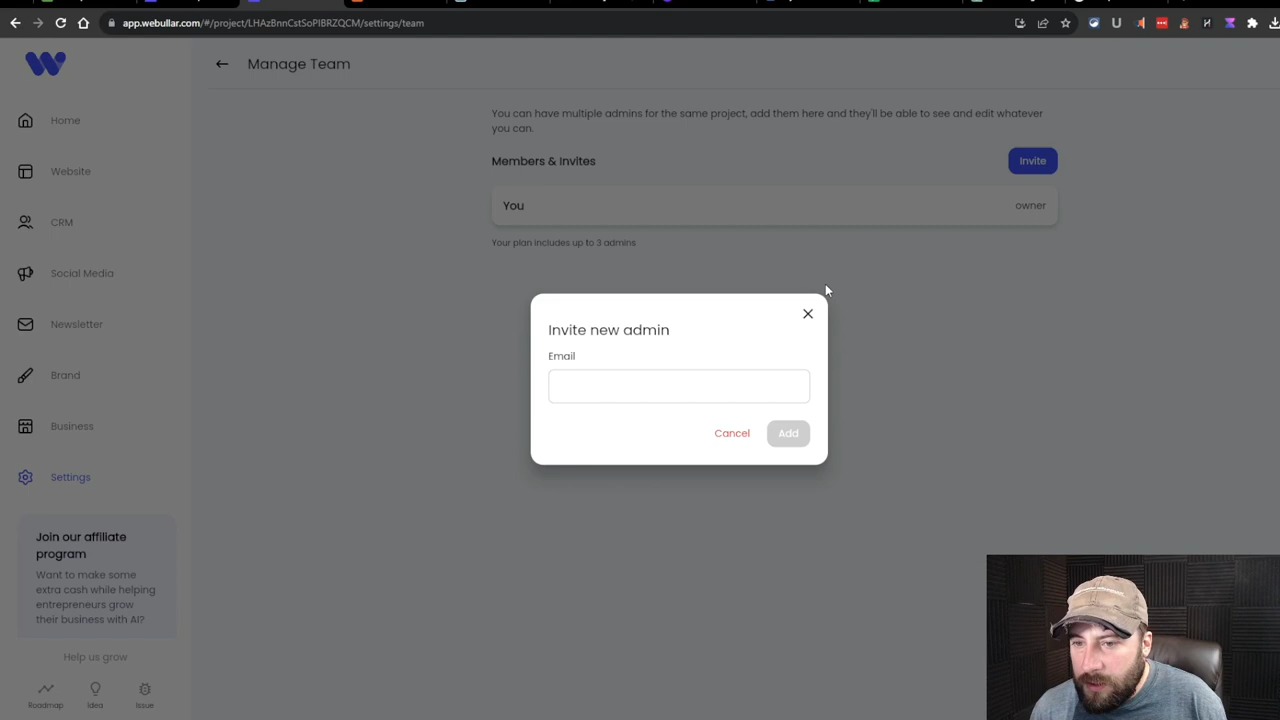 app.webullar.com/#/project/LHAzBnnCstSoPlBRZQCM/settings/team
Manage Team
Home
Website
CRM
Social Media
Newsletter
Brand
Business
Settings
Join our affiliate
program
Want to make some
extra cash while helping
entrepreneurs grow
their business with AI?
Help us grow
Roadmap
Idea
Issue
You can have multiple admins for the same project, add them here and they'll be able to see and edit whatever
you can.
Members & Invites
Invite
You
owner
Your plan includes up to 3 admins
Invite new admin
Email
Cancel
Add